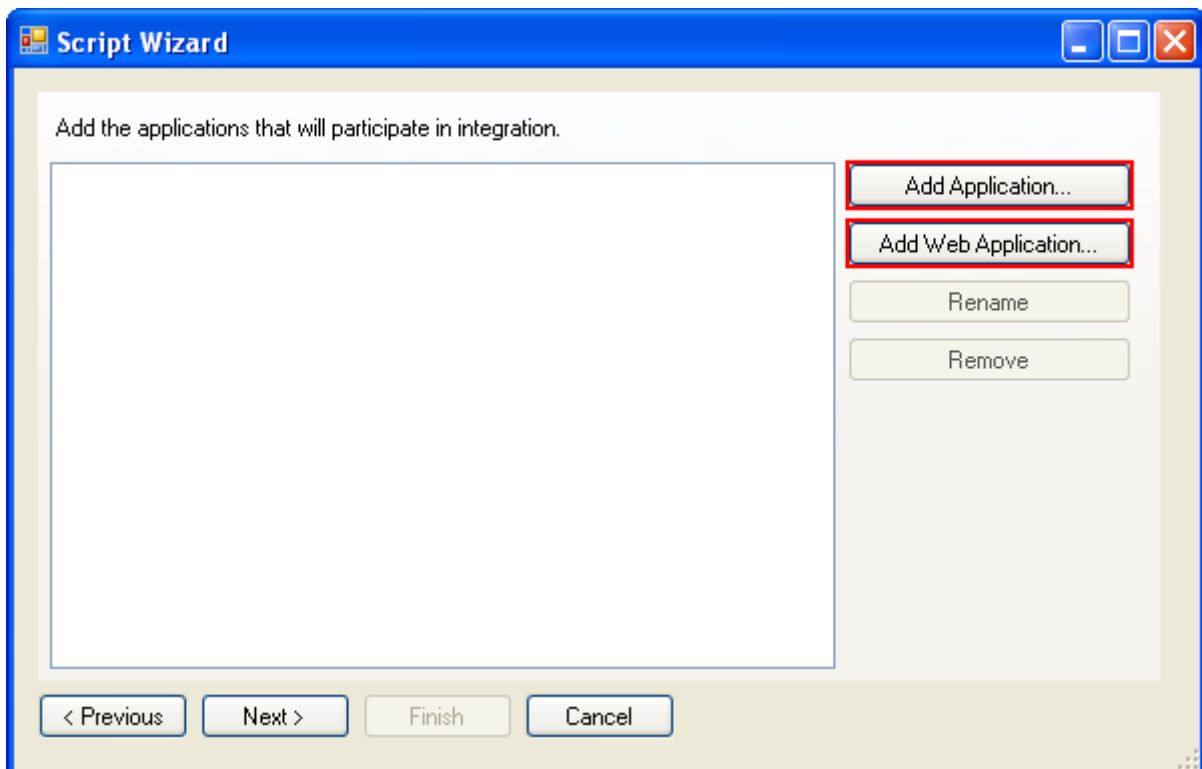 Script Wizard
Add the applications that will participate in integration.
Add Application...
Add Web Application...
Rename
Remove
< Previous
Next >
Finish
Cancel